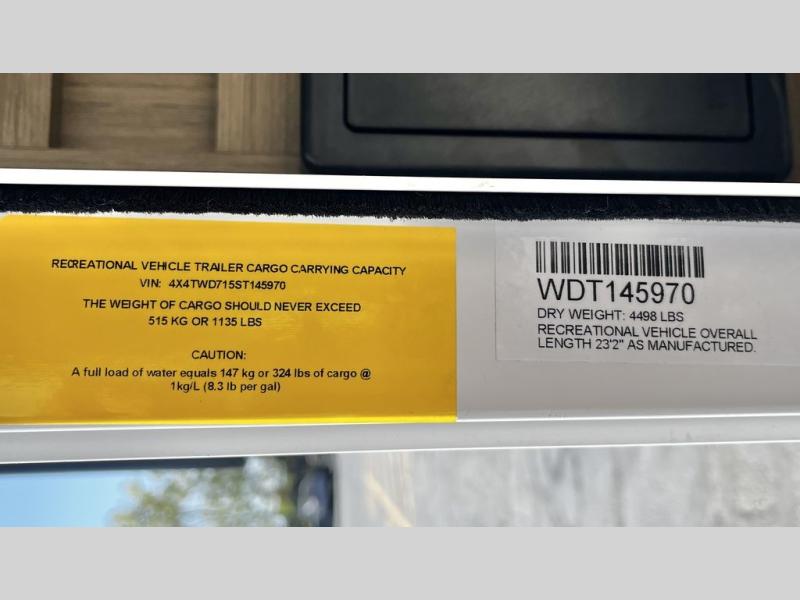 RECREATIONAL VEHICLE TRAILER CARGO CARRYING CAPACITY
VIN: 4X4TWD715ST145970
THE WEIGHT OF CARGO SHOULD NEVER EXCEED
515 KG OR 1135 LBS
CAUTION:
A full load of water equals 147 kg or 324 lbs of cargo @
1kg/L (8.3 lb per gal)
WDT145970
DRY WEIGHT: 4498 LBS
RECREATIONAL VEHICLE OVERALL
LENGTH 23'2" AS MANUFACTURED.